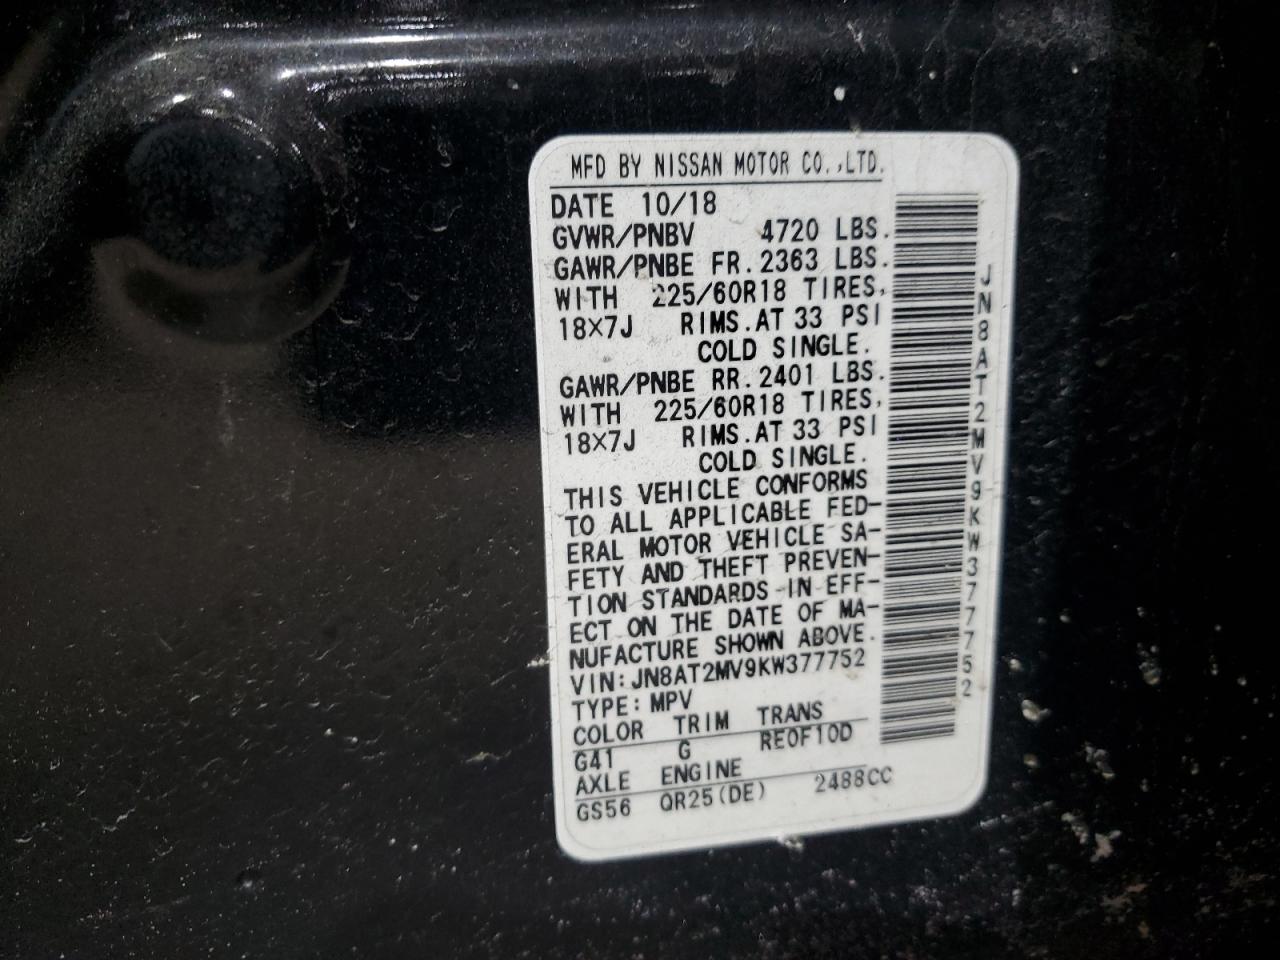 MFD BY NISSAN MOTOR CO.,LTD.
DATE 10/18
GVWR/PNBV 4720 LBS.
GAWR/PNBE FR.2363 LBS.
WITH 225/60R18 TIRES,
18×7J RIMS.AT 33 PSI
COLD SINGLE.
GAWR/PNBE RR.2401 LBS.
WITH 225/60R18 TIRES,
18×7J RIMS.AT 33 PSI
COLD SINGLE.
THIS VEHICLE CONFORMS
TO ALL APPLICABLE FED-
ERAL MOTOR VEHICLE SA-
FETY AND THEFT PREVEN-
TION STANDARDS IN EFF-
ECT ON THE DATE OF MA-
NUFACTURE SHOWN ABOVE.
VIN:JN8AT2MV9KW377752
TYPE:MPV
COLOR TRIM TRANS
G41 G RE0F10D
AXLE ENGINE
GS56 QR25(DE) 2488CC
JN8AT2MV9KW377752